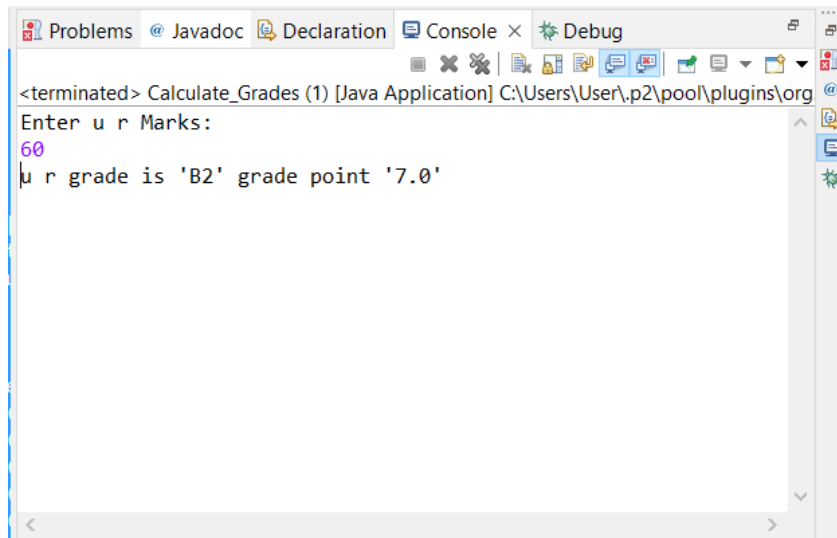 Problems @ Javadoc Declaration Console × Debug
<terminated> Calculate_Grades (1) [Java Application] C:\Users\User\.p2\pool\plugins\org
Enter u r Marks:
60
u r grade is 'B2' grade point '7.0'